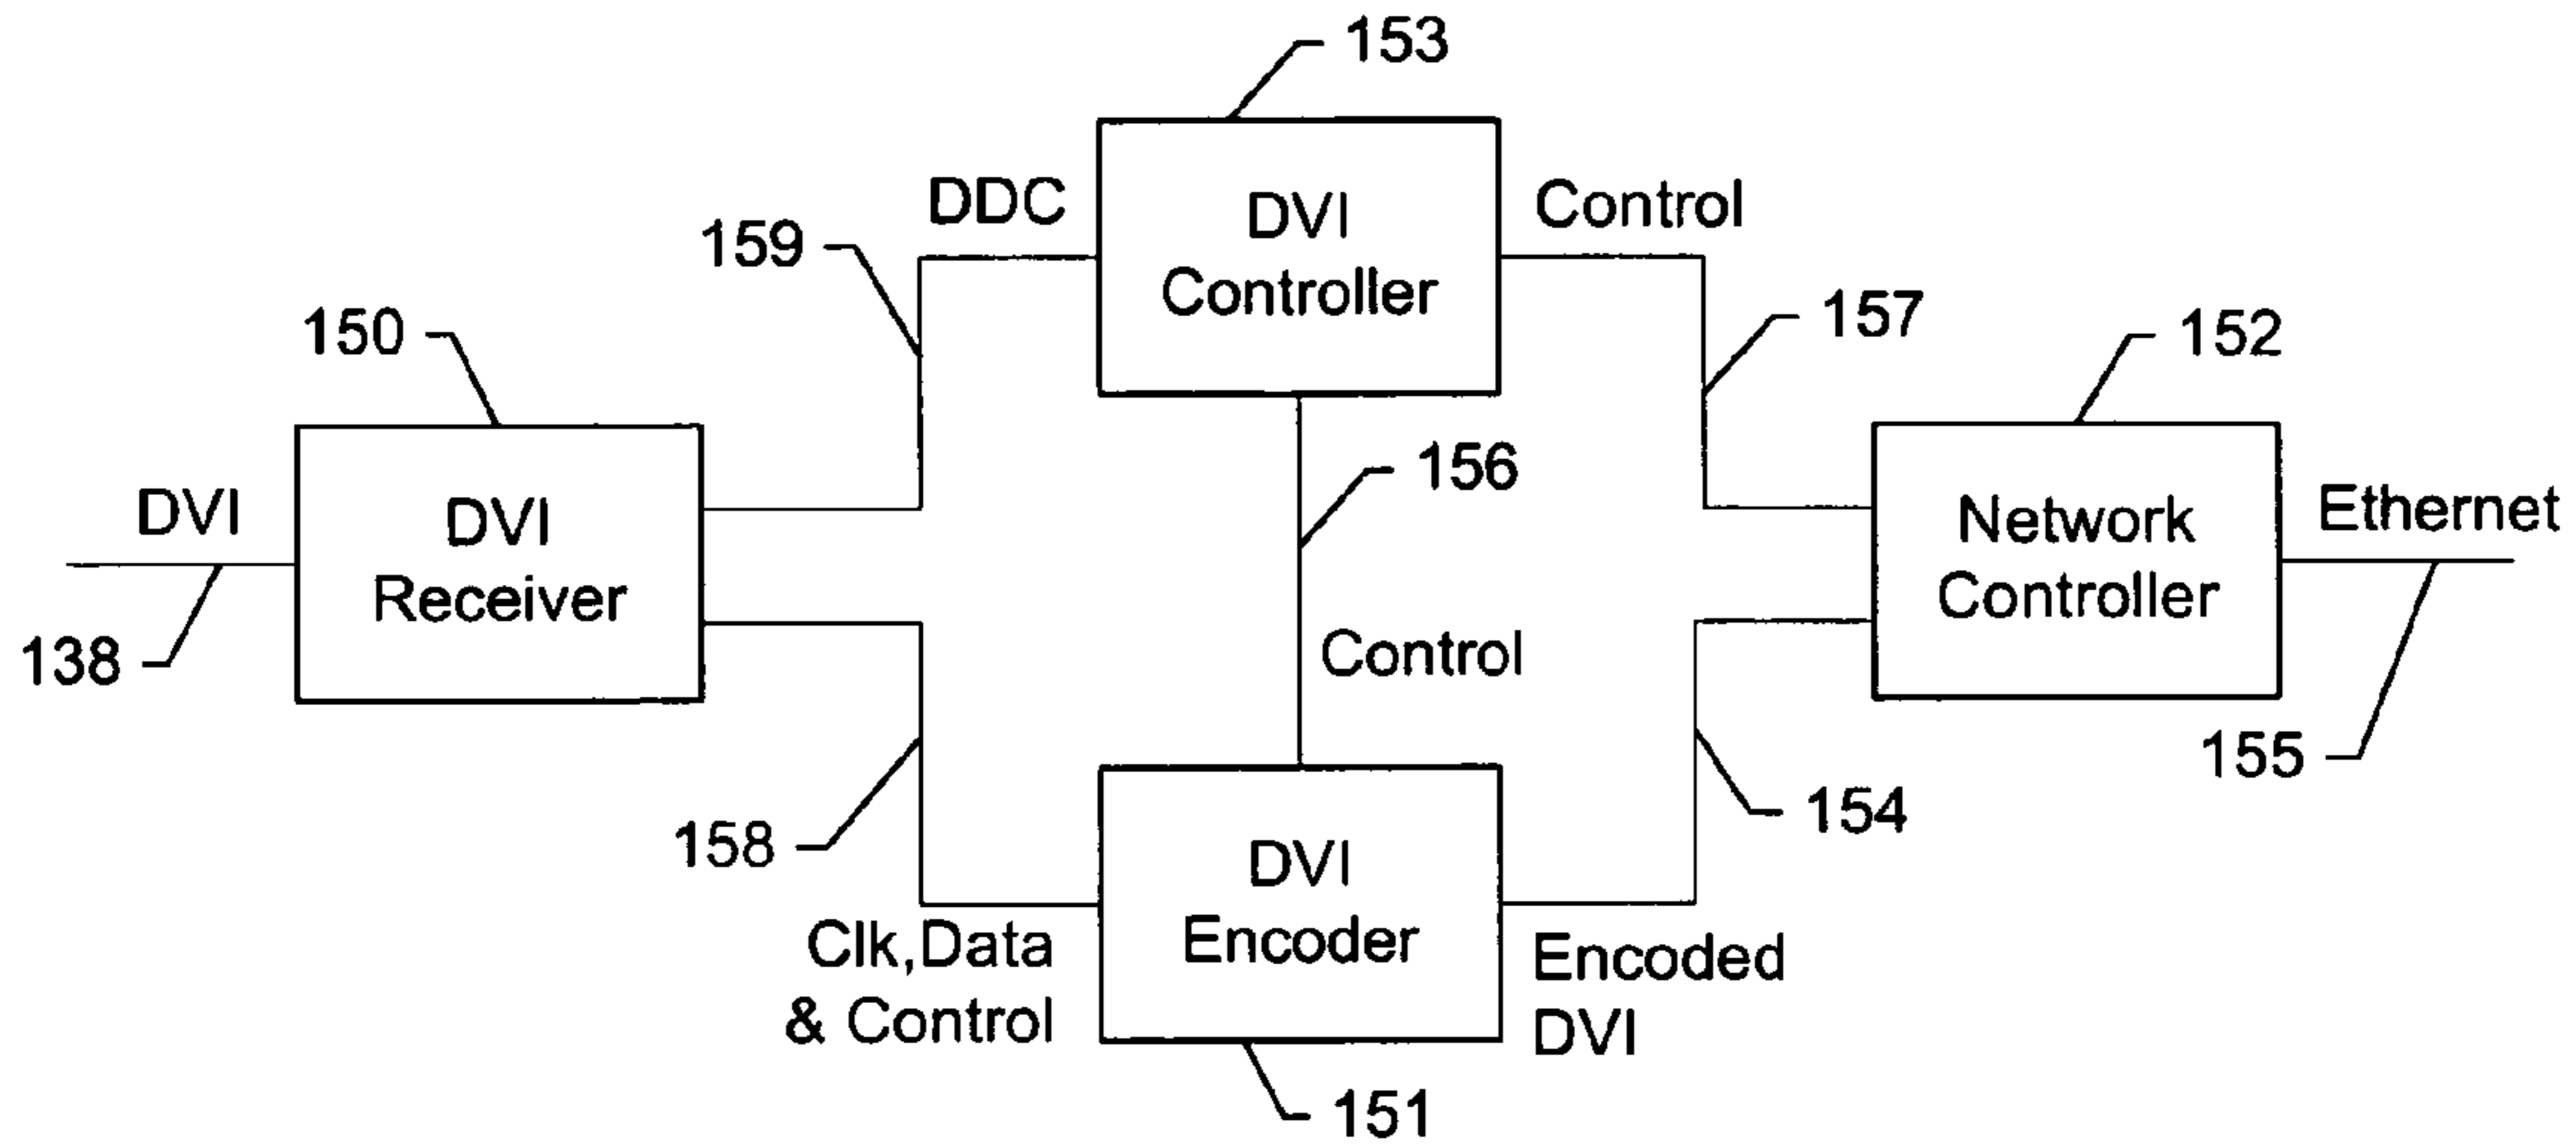 153
DDC
DVI
Controller
Control
159
157
150
152
156
DVI
DVI
Receiver
Network
Controller
Ethernet
138
Control
155
158
154
DVI
Encoder
Clk,Data
& Control
Encoded
DVI
151